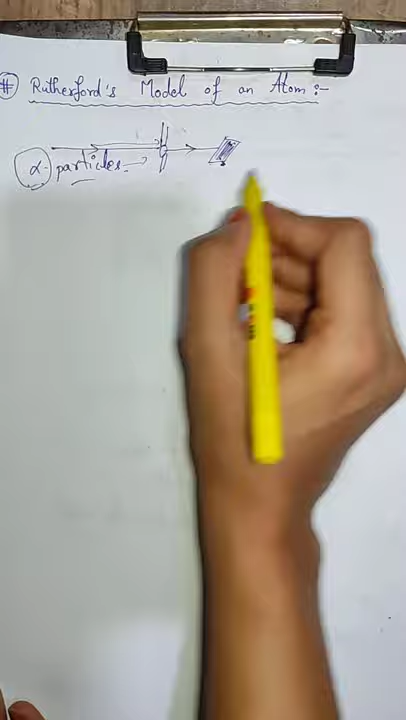 # Rutherford's Model of an Atom :-
α- particles